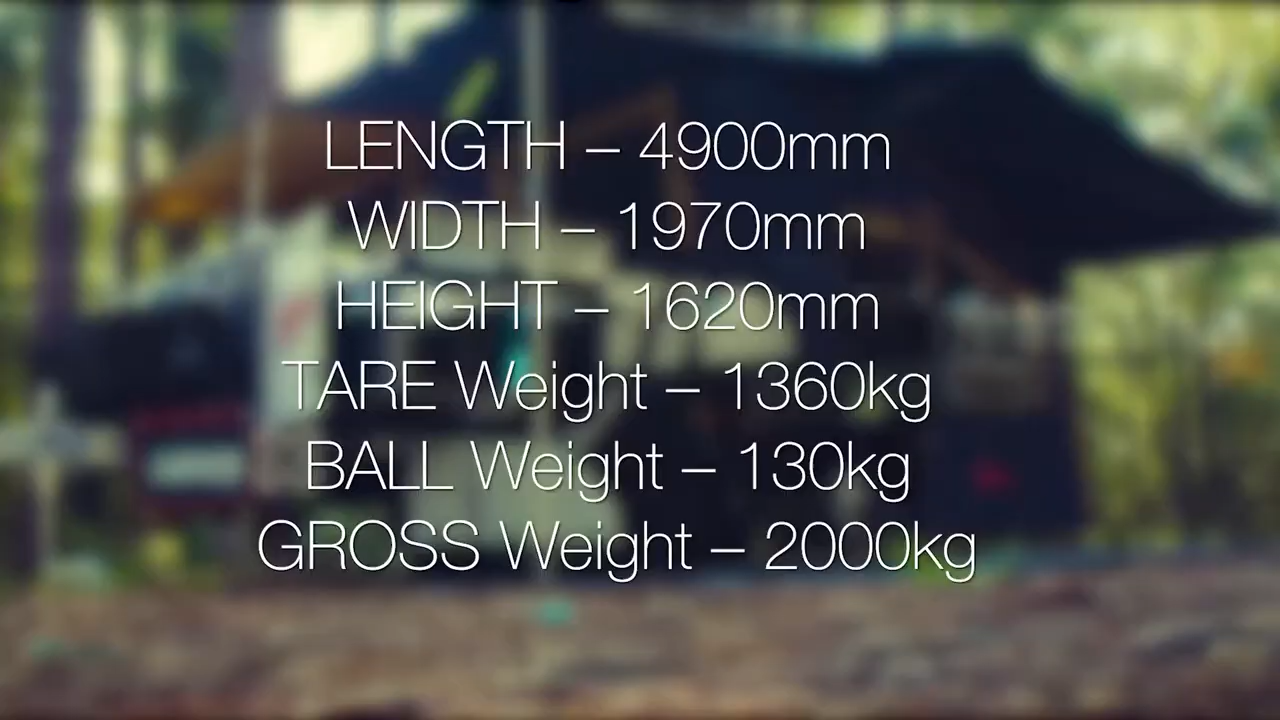 LENGTH – 4900mm
WIDTH – 1970mm
HEIGHT – 1620mm
TARE Weight – 1360kg
BALL Weight – 130kg
GROSS Weight – 2000kg